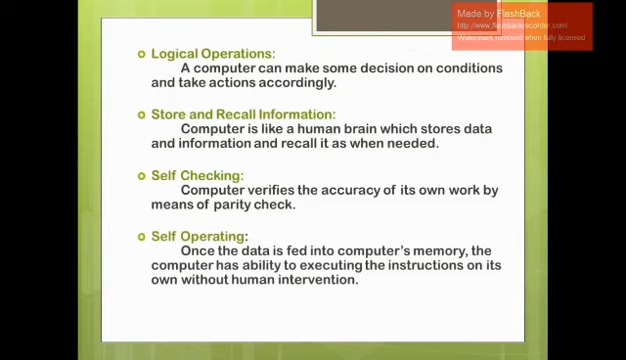 Made by FlashBack
http://www.flashbackrecorder.com/
Watermark removed when fully licensed
Logical Operations:
A computer can make some decision on conditions
and take actions accordingly.
Store and Recall Information:
Computer is like a human brain which stores data
and information and recall it as when needed.
Self Checking:
Computer verifies the accuracy of its own work by
means of parity check.
Self Operating:
Once the data is fed into computer's memory, the
computer has ability to executing the instructions on its
own without human intervention.